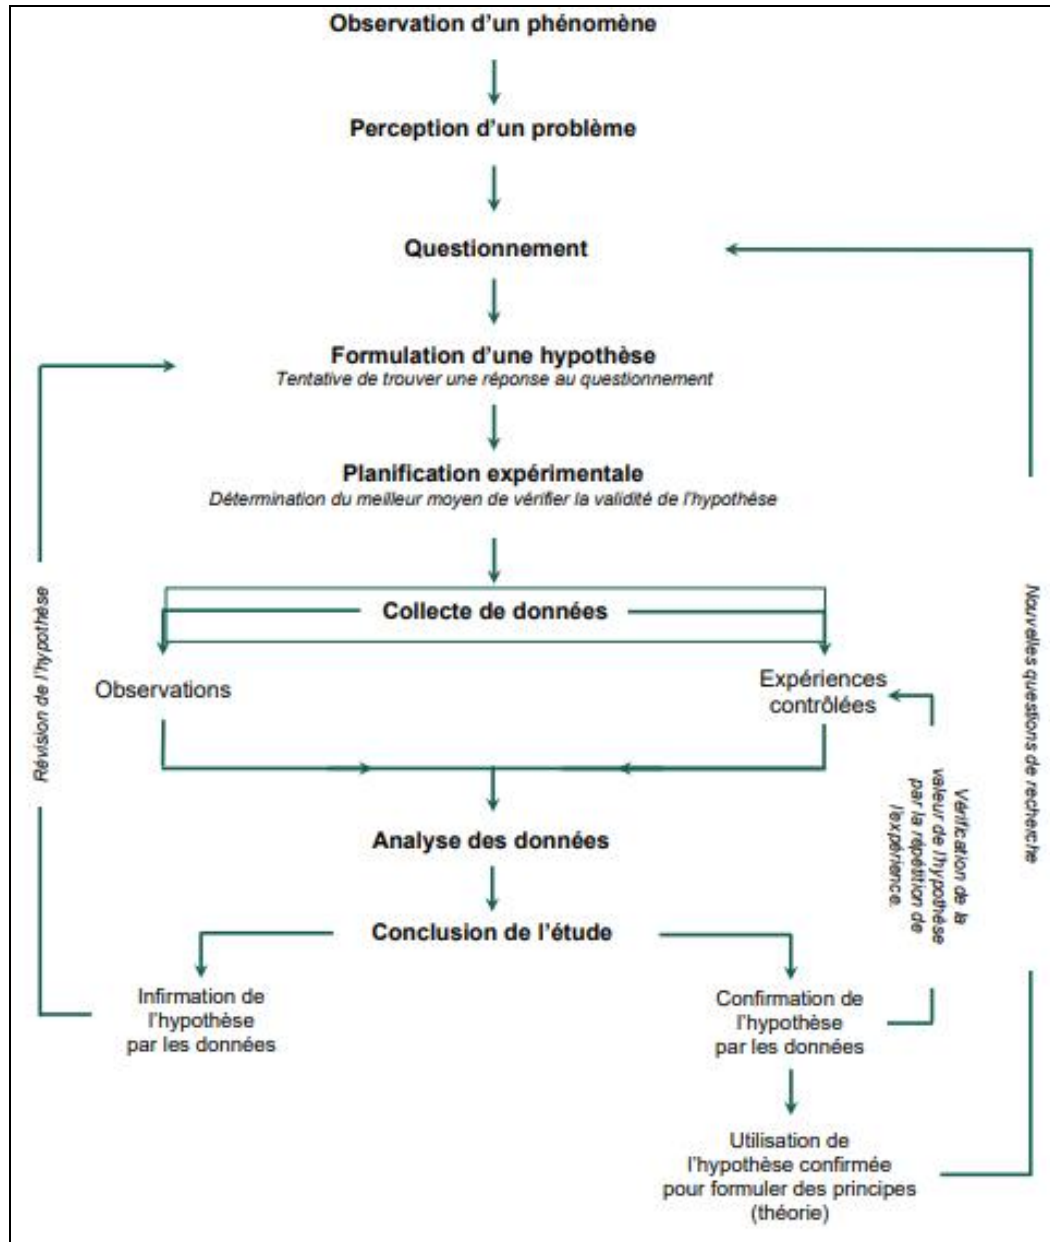 Observation d'un phénomène
Perception d'un problème
Questionnement
Formulation d'une hypothèse
Tentative de trouver une réponse au questionnement
Planification expérimentale
Détermination du meilleur moyen de vérifier la validité de l'hypothèse
Collecte de données
Observations
Expériences
contrôlées
Révision de l'hypothèse
Vérification de la
valeur de l'hypothèse
par la répétition de
l'expérience.
Nouvelles questions de recherche
Analyse des données
Conclusion de l'étude
Infirmation de
l'hypothèse
par les données
Confirmation de
l'hypothèse
par les données
Utilisation de
l'hypothèse confirmée
pour formuler des principes
(théorie)